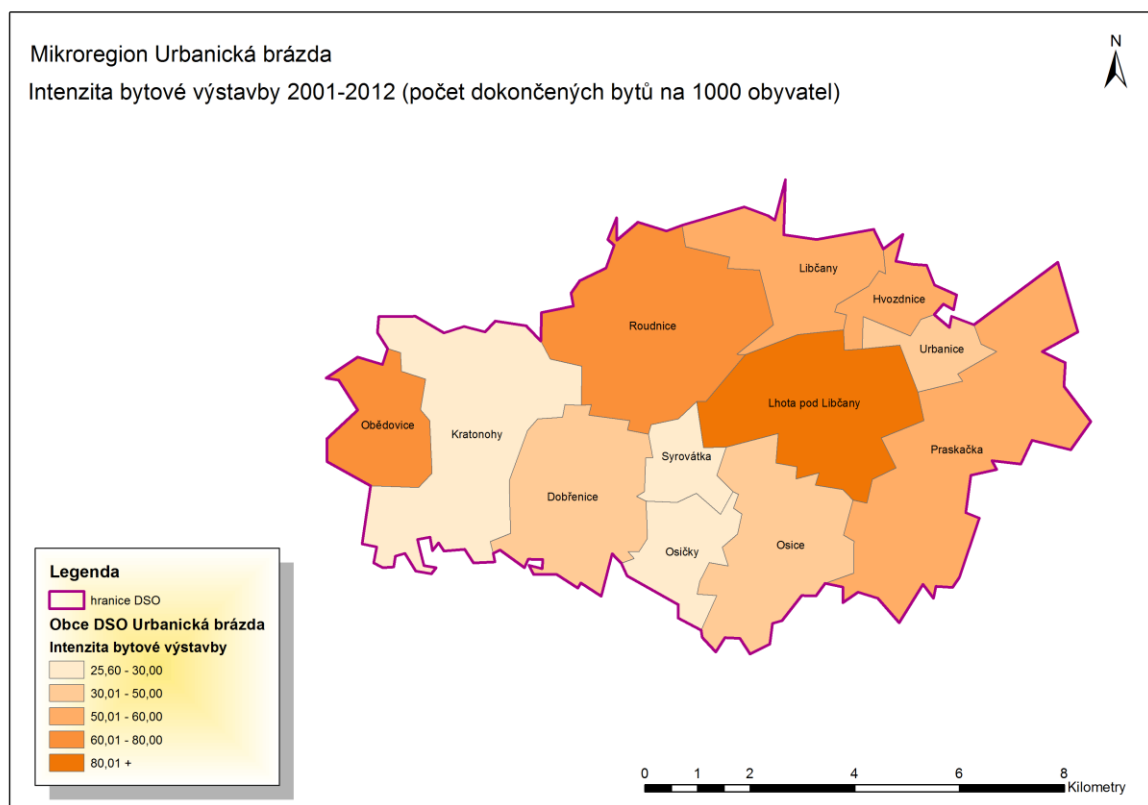 Mikroregion Urbanická brázda
Intenzita bytové výstavby 2001-2012 (počet dokončených bytů na 1000 obyvatel)
N
Libčany
Hvozdnice
Roudnice
Urbanice
Lhota pod Libčany
Obědovice
Kratonohy
Praskačka
Syrovátka
Dobřenice
Osičky
Osice
Legenda
hranice DSO
Obce DSO Urbanická brázda
Intenzita bytové výstavby
25,60 - 30,00
30,01 - 50,00
50,01 - 60,00
60,01 - 80,00
80,01 +
0 1 2 4 6 8
Kilometry